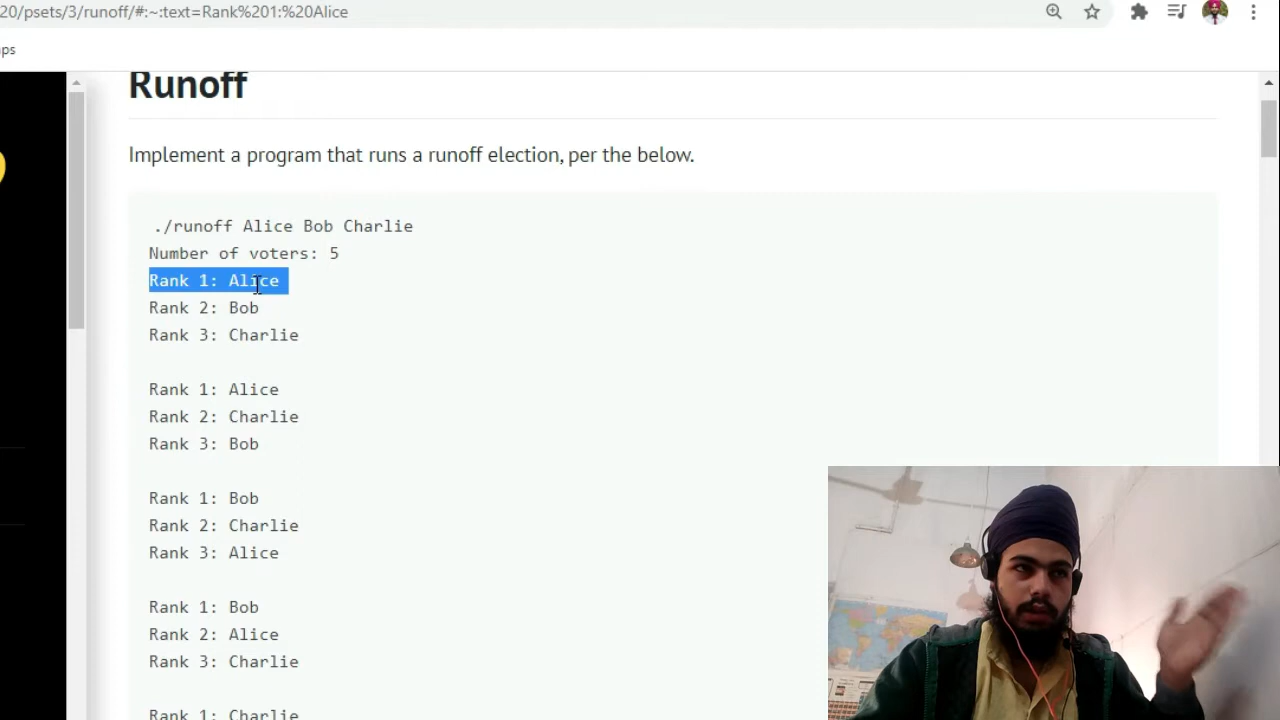 20/psets/3/runoff/#:~:text=Rank%201:%20Alice
ps
Runoff
Implement a program that runs a runoff election, per the below.
./runoff Alice Bob Charlie
Number of voters: 5
Rank 1: Alice
Rank 2: Bob
Rank 3: Charlie
Rank 1: Alice
Rank 2: Charlie
Rank 3: Bob
Rank 1: Bob
Rank 2: Charlie
Rank 3: Alice
Rank 1: Bob
Rank 2: Alice
Rank 3: Charlie
Rank 1: Charlie